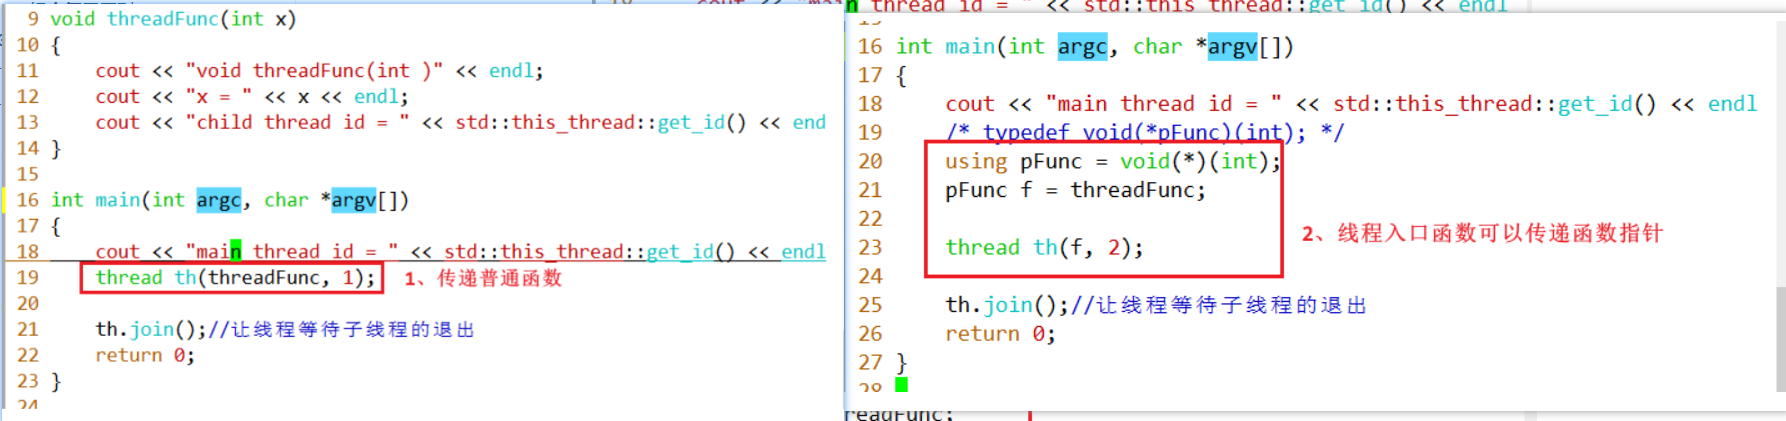 9 void threadFunc(int x)
10 {
11 cout << "void threadFunc(int )" << endl;
12 cout << "x = " << x << endl;
13 cout << "child thread id = " << std::this_thread::get_id() << end
14 }
15
16 int main(int argc, char *argv[])
17 {
18 cout << "main thread id = " << std::this_thread::get_id() << endl
19 thread th(threadFunc, 1);
1、传递普通函数
20
21 th.join();//让线程等待子线程的退出
22 return 0;
23 }
24
n thread id = " << std::this_thread::get_id() << endl
16 int main(int argc, char *argv[])
17 {
18 cout << "main thread id = " << std::this_thread::get_id() << endl
19 /* typedef void(*pFunc)(int); */
20 using pFunc = void(*)(int);
21 pFunc f = threadFunc;
22
23 thread th(f, 2);
2、线程入口函数可以传递函数指针
24
25 th.join();//让线程等待子线程的退出
26 return 0;
27 }
28
readFunc;